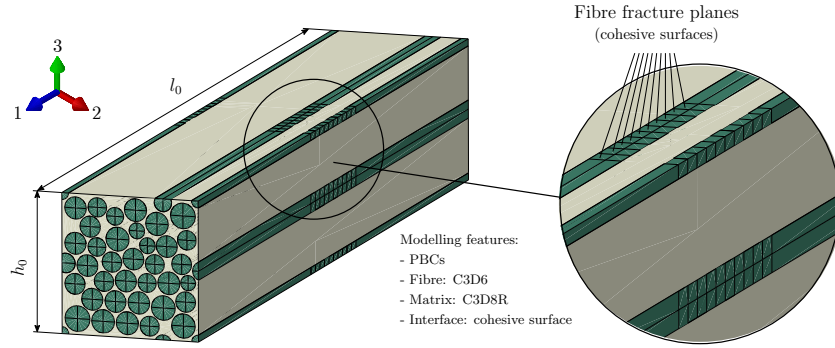 Fibre fracture planes
(cohesive surfaces)
3
1
2
l₀
h₀
Modelling features:
- PBCs
- Fibre: C3D6
- Matrix: C3D8R
- Interface: cohesive surface